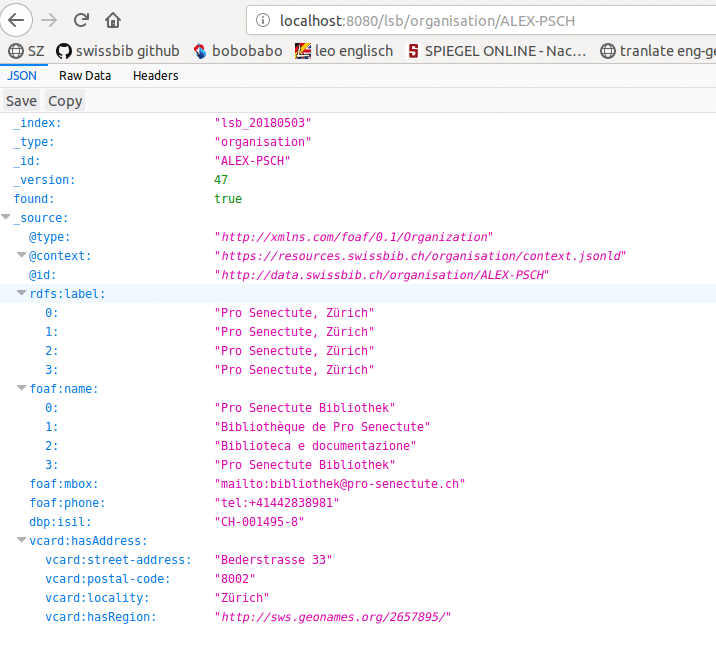 localhost:8080/lsb/organisation/ALEX-PSCH
SZ swissbib github bobobabo leo englisch SPIEGEL ONLINE - Nac... tranlate eng-ge
JSON Raw Data Headers
Save Copy
_index: "lsb_20180503"
_type: "organisation"
_id: "ALEX-PSCH"
_version: 47
found: true
_source:
@type: "http://xmlns.com/foaf/0.1/Organization"
@context: "https://resources.swissbib.ch/organisation/context.jsonld"
@id: "http://data.swissbib.ch/organisation/ALEX-PSCH"
rdfs:label:
0: "Pro Senectute, Zürich"
1: "Pro Senectute, Zürich"
2: "Pro Senectute, Zürich"
3: "Pro Senectute, Zürich"
foaf:name:
0: "Pro Senectute Bibliothek"
1: "Bibliothèque de Pro Senectute"
2: "Biblioteca e documentazione"
3: "Pro Senectute Bibliothek"
foaf:mbox: "mailto:bibliothek@pro-senectute.ch"
foaf:phone: "tel:+41442838981"
dbp:isil: "CH-001495-8"
vcard:hasAddress:
vcard:street-address: "Bederstrasse 33"
vcard:postal-code: "8002"
vcard:locality: "Zürich"
vcard:hasRegion: "http://sws.geonames.org/2657895/"